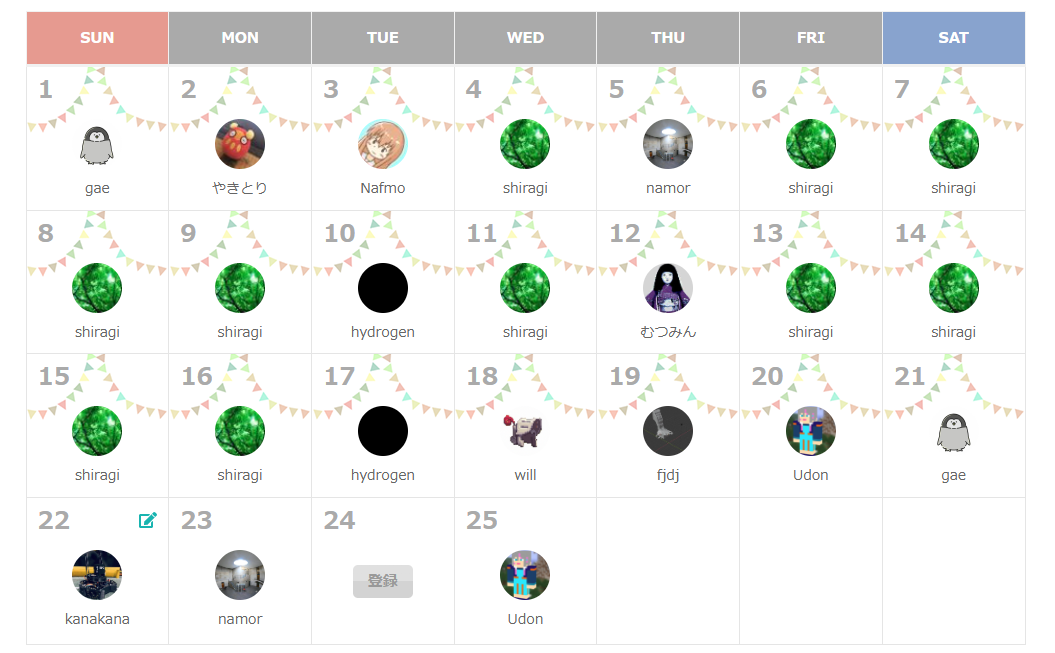 SUN MON TUE WED THU FRI SAT
1 2 3 4 5 6 7
gae やきとり Nafmo shiragi namor shiragi shiragi
8 9 10 11 12 13 14
shiragi shiragi hydrogen shiragi むつみん shiragi shiragi
15 16 17 18 19 20 21
shiragi shiragi hydrogen will fjdj Udon gae
22 23 24 25
登録
kanakana namor Udon